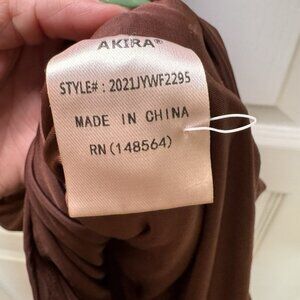 AKIRA®
STYLE#: 2021JYWF2295
MADE IN CHINA
RN(148564)